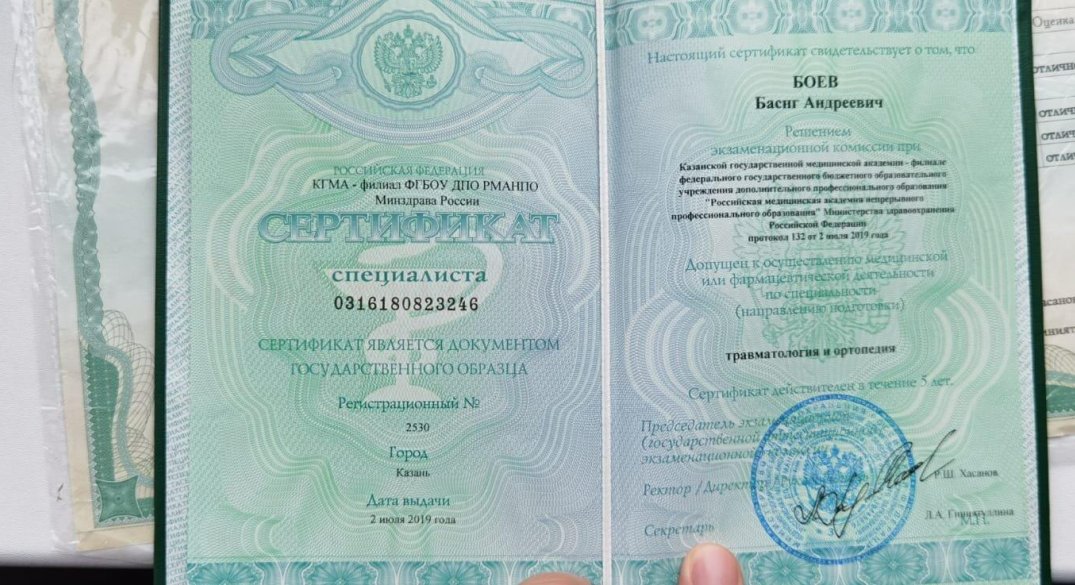 РОССИЙСКАЯ ФЕДЕРАЦИЯ
КГМА - филиал ФГБОУ ДПО РМАНПО
Минздрава России
СЕРТИФИКАТ
специалиста
0316180823246
СЕРТИФИКАТ ЯВЛЯЕТСЯ ДОКУМЕНТОМ
ГОСУДАРСТВЕННОГО ОБРАЗЦА
Регистрационный №
2530
Город
Казань
Дата выдачи
2 июля 2019 года
Настоящий сертификат свидетельствует о том, что
БОЕВ
Басиг Андреевич
Решением
экзаменационной комиссии при
Казанской государственной медицинской академии - филиале
федерального государственного бюджетного образовательного
учреждения дополнительного профессионального образования
"Российская медицинская академия непрерывного
профессионального образования" Министерства здравоохранения
Российской Федерации
протокол 132 от 2 июля 2019 года
Допущен к осуществлению медицинской
или фармацевтической деятельности
по специальности
(направлению подготовки)
травматология и ортопедия
Сертификат действителен в течение 5 лет.
Председатель
(государственной
экзаменационной
Ректор
Р.Ш. Хасанов
Л.А. Гиниятуллина
Секретарь
М.П.
Оценка